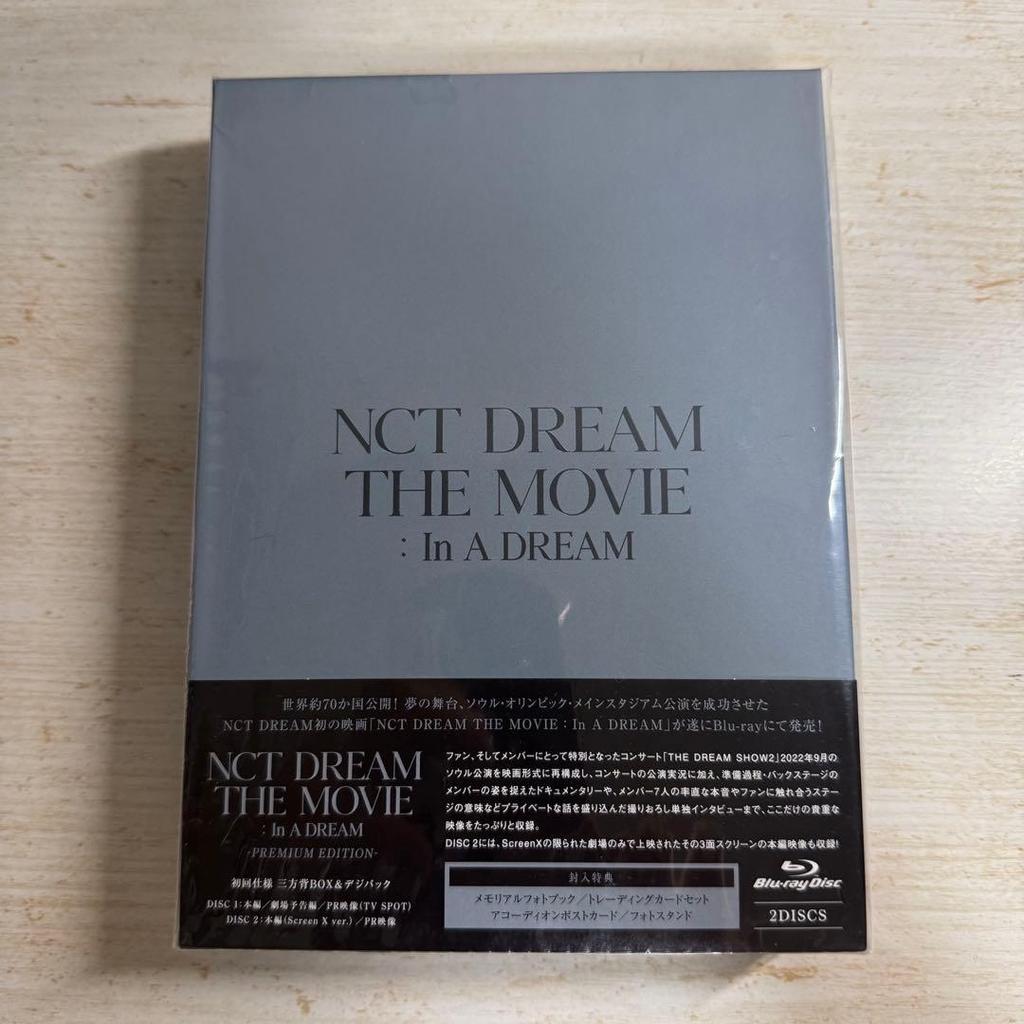 NCT DREAM
THE MOVIE
: In A DREAM
世界約70か国公開! 夢の舞台、ソウル・オリンピック・メインスタジアム公演を成功させた
NCT DREAM初の映画「NCT DREAM THE MOVIE : In A DREAM」が遂にBlu-rayにて発売!
NCT DREAM
THE MOVIE
: In A DREAM
-PREMIUM EDITION-
初回仕様 三方背BOX&デジパック
DISC 1:本編/劇場予告編/PR映像(TV SPOT)
DISC 2:本編(Screen X ver.)/PR映像
ファン、そしてメンバーにとって特別となったコンサート「THE DREAM SHOW2」2022年9月の
ソウル公演を映画形式に再構成し、コンサートの公演実況に加え、準備過程・バックステージの
メンバーの姿を捉えたドキュメンタリーや、メンバー7人の率直な本音やファンに触れ合うステー
ジの意味などプライベートな話を盛り込んだ撮りおろし単独インタビューまで、ここだけの貴重な
映像をたっぷりと収録。
DISC 2には、ScreenXの限られた劇場のみで上映されたその3面スクリーンの本編映像も収録!
封入特典
メモリアルフォトブック/トレーディングカードセット
アコーディオンポストカード/フォトスタンド
Blu-ray Disc
2DISCS